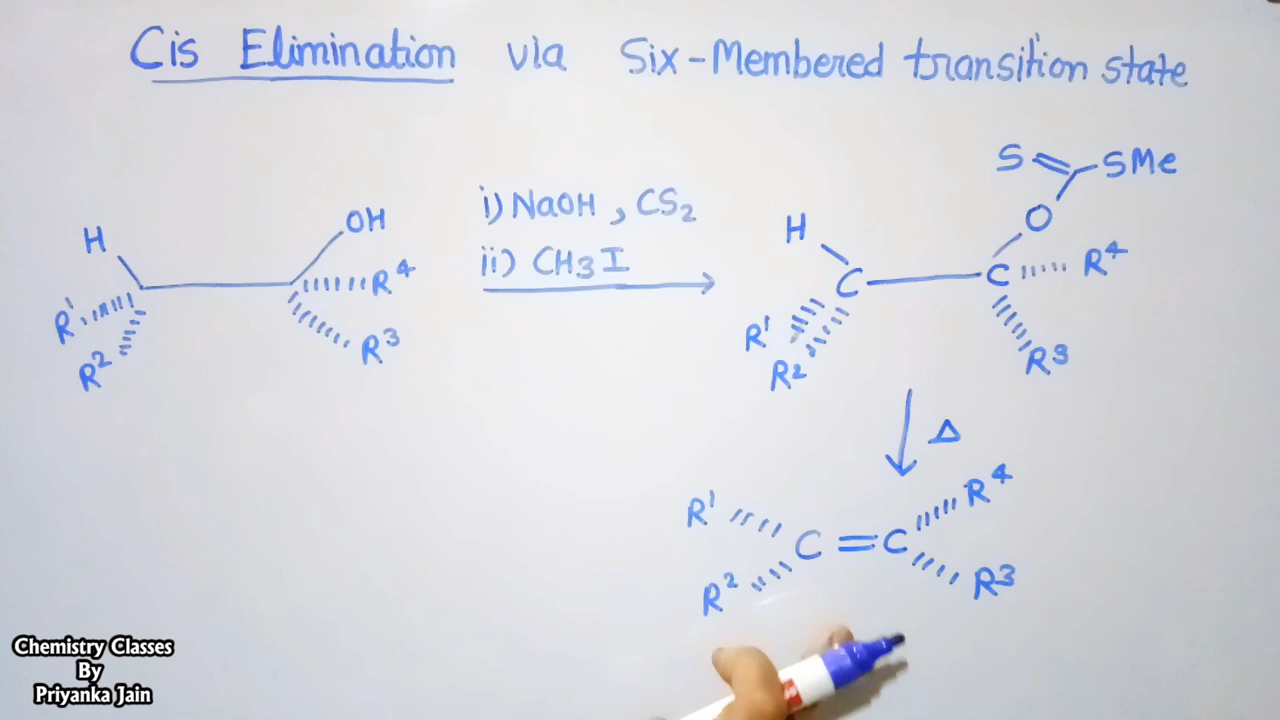 Cis Elimination via Six-Membered transition state
H
OH
R¹
R²
R⁴
R³
i) NaOH, CS₂
ii) CH₃I
S
SMe
O
H
C
C
R⁴
R¹
R²
R³
Δ
R¹
R⁴
C=C
R²
R³
Chemistry Classes
By
Priyanka Jain